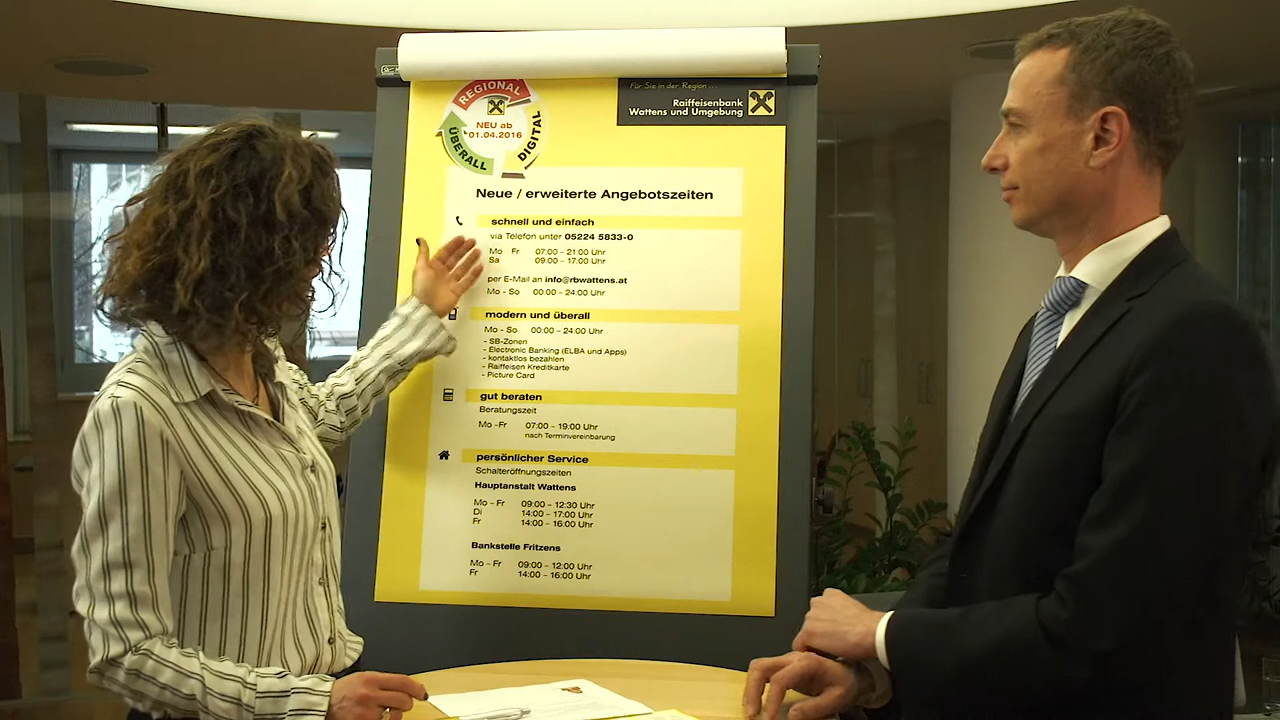 REGIONAL
DIGITAL
ÜBERALL
NEU ab
01.04.2016
Für Sie in der Region ...
Raiffeisenbank
Wattens und Umgebung
Neue / erweiterte Angebotszeiten
schnell und einfach
via Telefon unter 05224 5833-0
Mo Fr 07:00 - 21:00 Uhr
Sa 09:00 - 17:00 Uhr
per E-Mail an info@rbwattens.at
Mo - So 00:00 - 24:00 Uhr
modern und überall
Mo - So 00:00 - 24:00 Uhr
- SB-Zonen
- Electronic Banking (ELBA und Apps)
- kontaktlos bezahlen
- Raiffeisen Kreditkarte
- Picture Card
gut beraten
Beratungszeit
Mo -Fr 07:00 - 19:00 Uhr
nach Terminvereinbarung
persönlicher Service
Schalteröffnungszeiten
Hauptanstalt Wattens
Mo - Fr 09:00 - 12:30 Uhr
Di 14:00 - 17:00 Uhr
Fr 14:00 - 16:00 Uhr
Bankstelle Fritzens
Mo - Fr 09:00 - 12:00 Uhr
Fr 14:00 - 16:00 Uhr